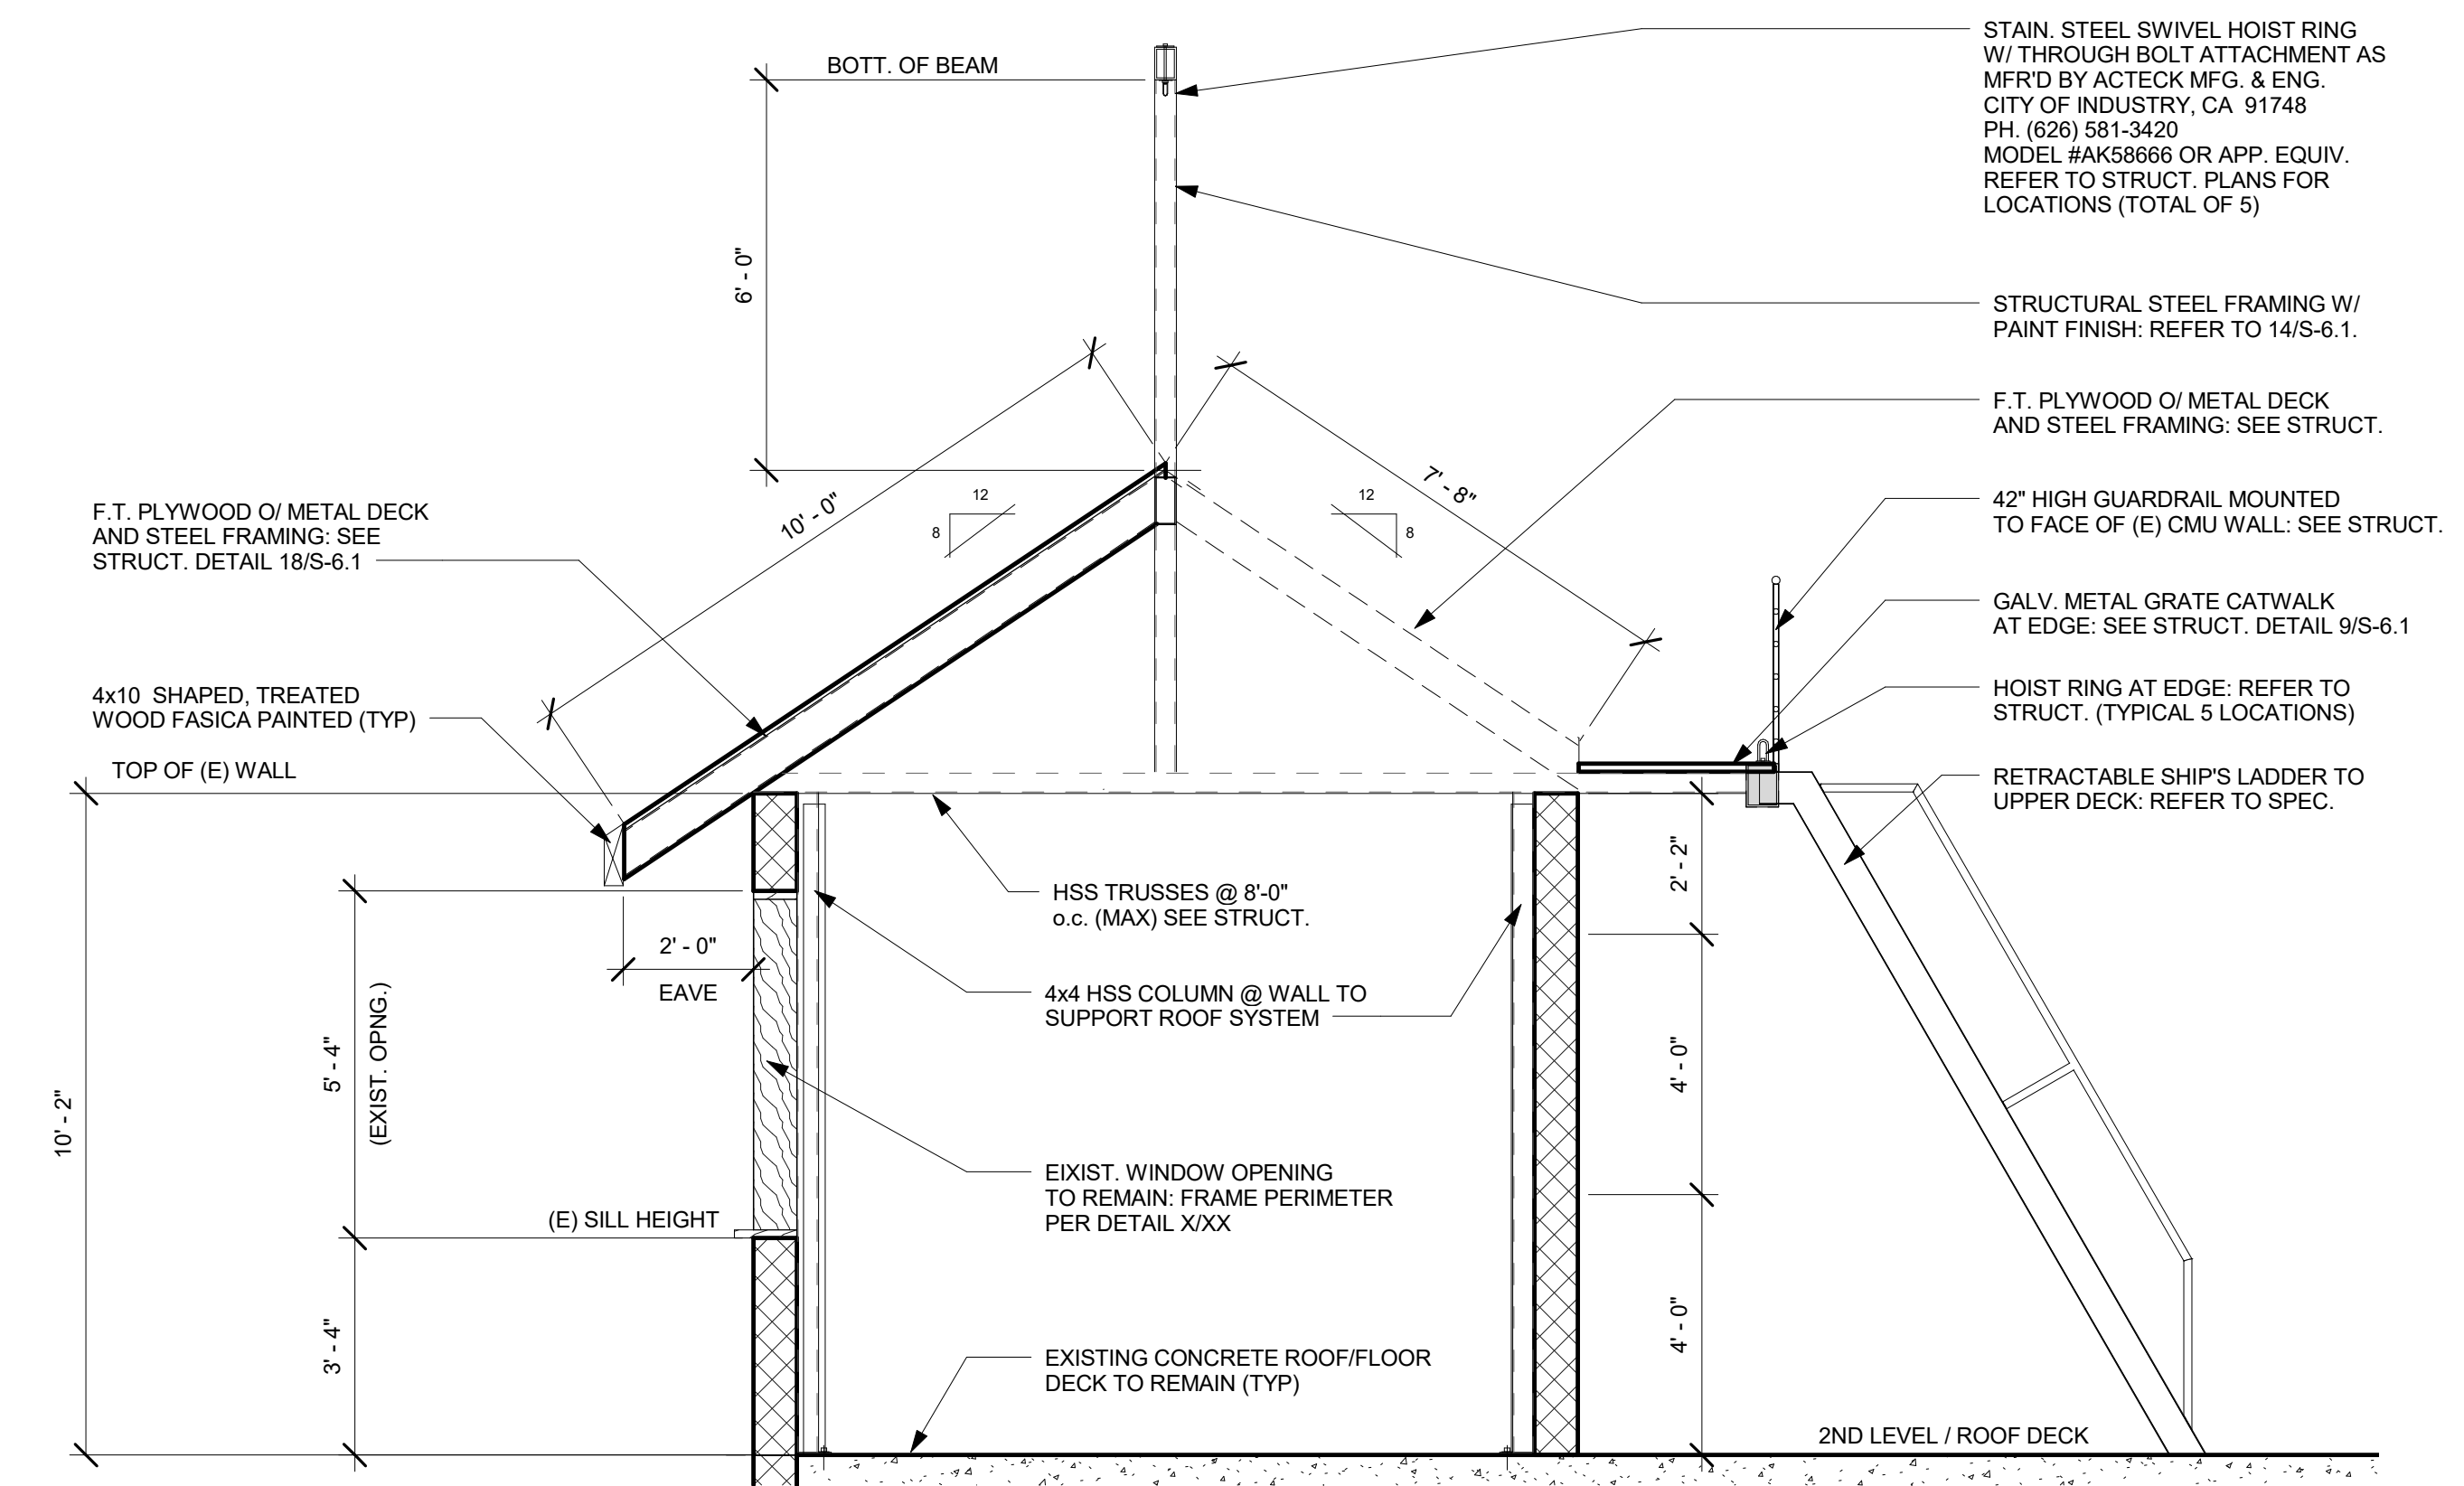 BOTT. OF BEAM
6' - 0"
10' - 0"
12
8
12
8
7' - 8"
F.T. PLYWOOD O/ METAL DECK
AND STEEL FRAMING: SEE
STRUCT. DETAIL 18/S-6.1
4x10 SHAPED, TREATED
WOOD FASICA PAINTED (TYP)
TOP OF (E) WALL
10' - 2"
5' - 4"
(EXIST. OPNG.)
3' - 4"
2' - 0"
EAVE
(E) SILL HEIGHT
HSS TRUSSES @ 8'-0"
o.c. (MAX) SEE STRUCT.
4x4 HSS COLUMN @ WALL TO
SUPPORT ROOF SYSTEM
EIXIST. WINDOW OPENING
TO REMAIN: FRAME PERIMETER
PER DETAIL X/XX
EXISTING CONCRETE ROOF/FLOOR
DECK TO REMAIN (TYP)
2' - 2"
4' - 0"
4' - 0"
2ND LEVEL / ROOF DECK
STAIN. STEEL SWIVEL HOIST RING
W/ THROUGH BOLT ATTACHMENT AS
MFR'D BY ACTECK MFG. & ENG.
CITY OF INDUSTRY, CA 91748
PH. (626) 581-3420
MODEL #AK58666 OR APP. EQUIV.
REFER TO STRUCT. PLANS FOR
LOCATIONS (TOTAL OF 5)
STRUCTURAL STEEL FRAMING W/
PAINT FINISH: REFER TO 14/S-6.1.
F.T. PLYWOOD O/ METAL DECK
AND STEEL FRAMING: SEE STRUCT.
42" HIGH GUARDRAIL MOUNTED
TO FACE OF (E) CMU WALL: SEE STRUCT.
GALV. METAL GRATE CATWALK
AT EDGE: SEE STRUCT. DETAIL 9/S-6.1
HOIST RING AT EDGE: REFER TO
STRUCT. (TYPICAL 5 LOCATIONS)
RETRACTABLE SHIP'S LADDER TO
UPPER DECK: REFER TO SPEC.